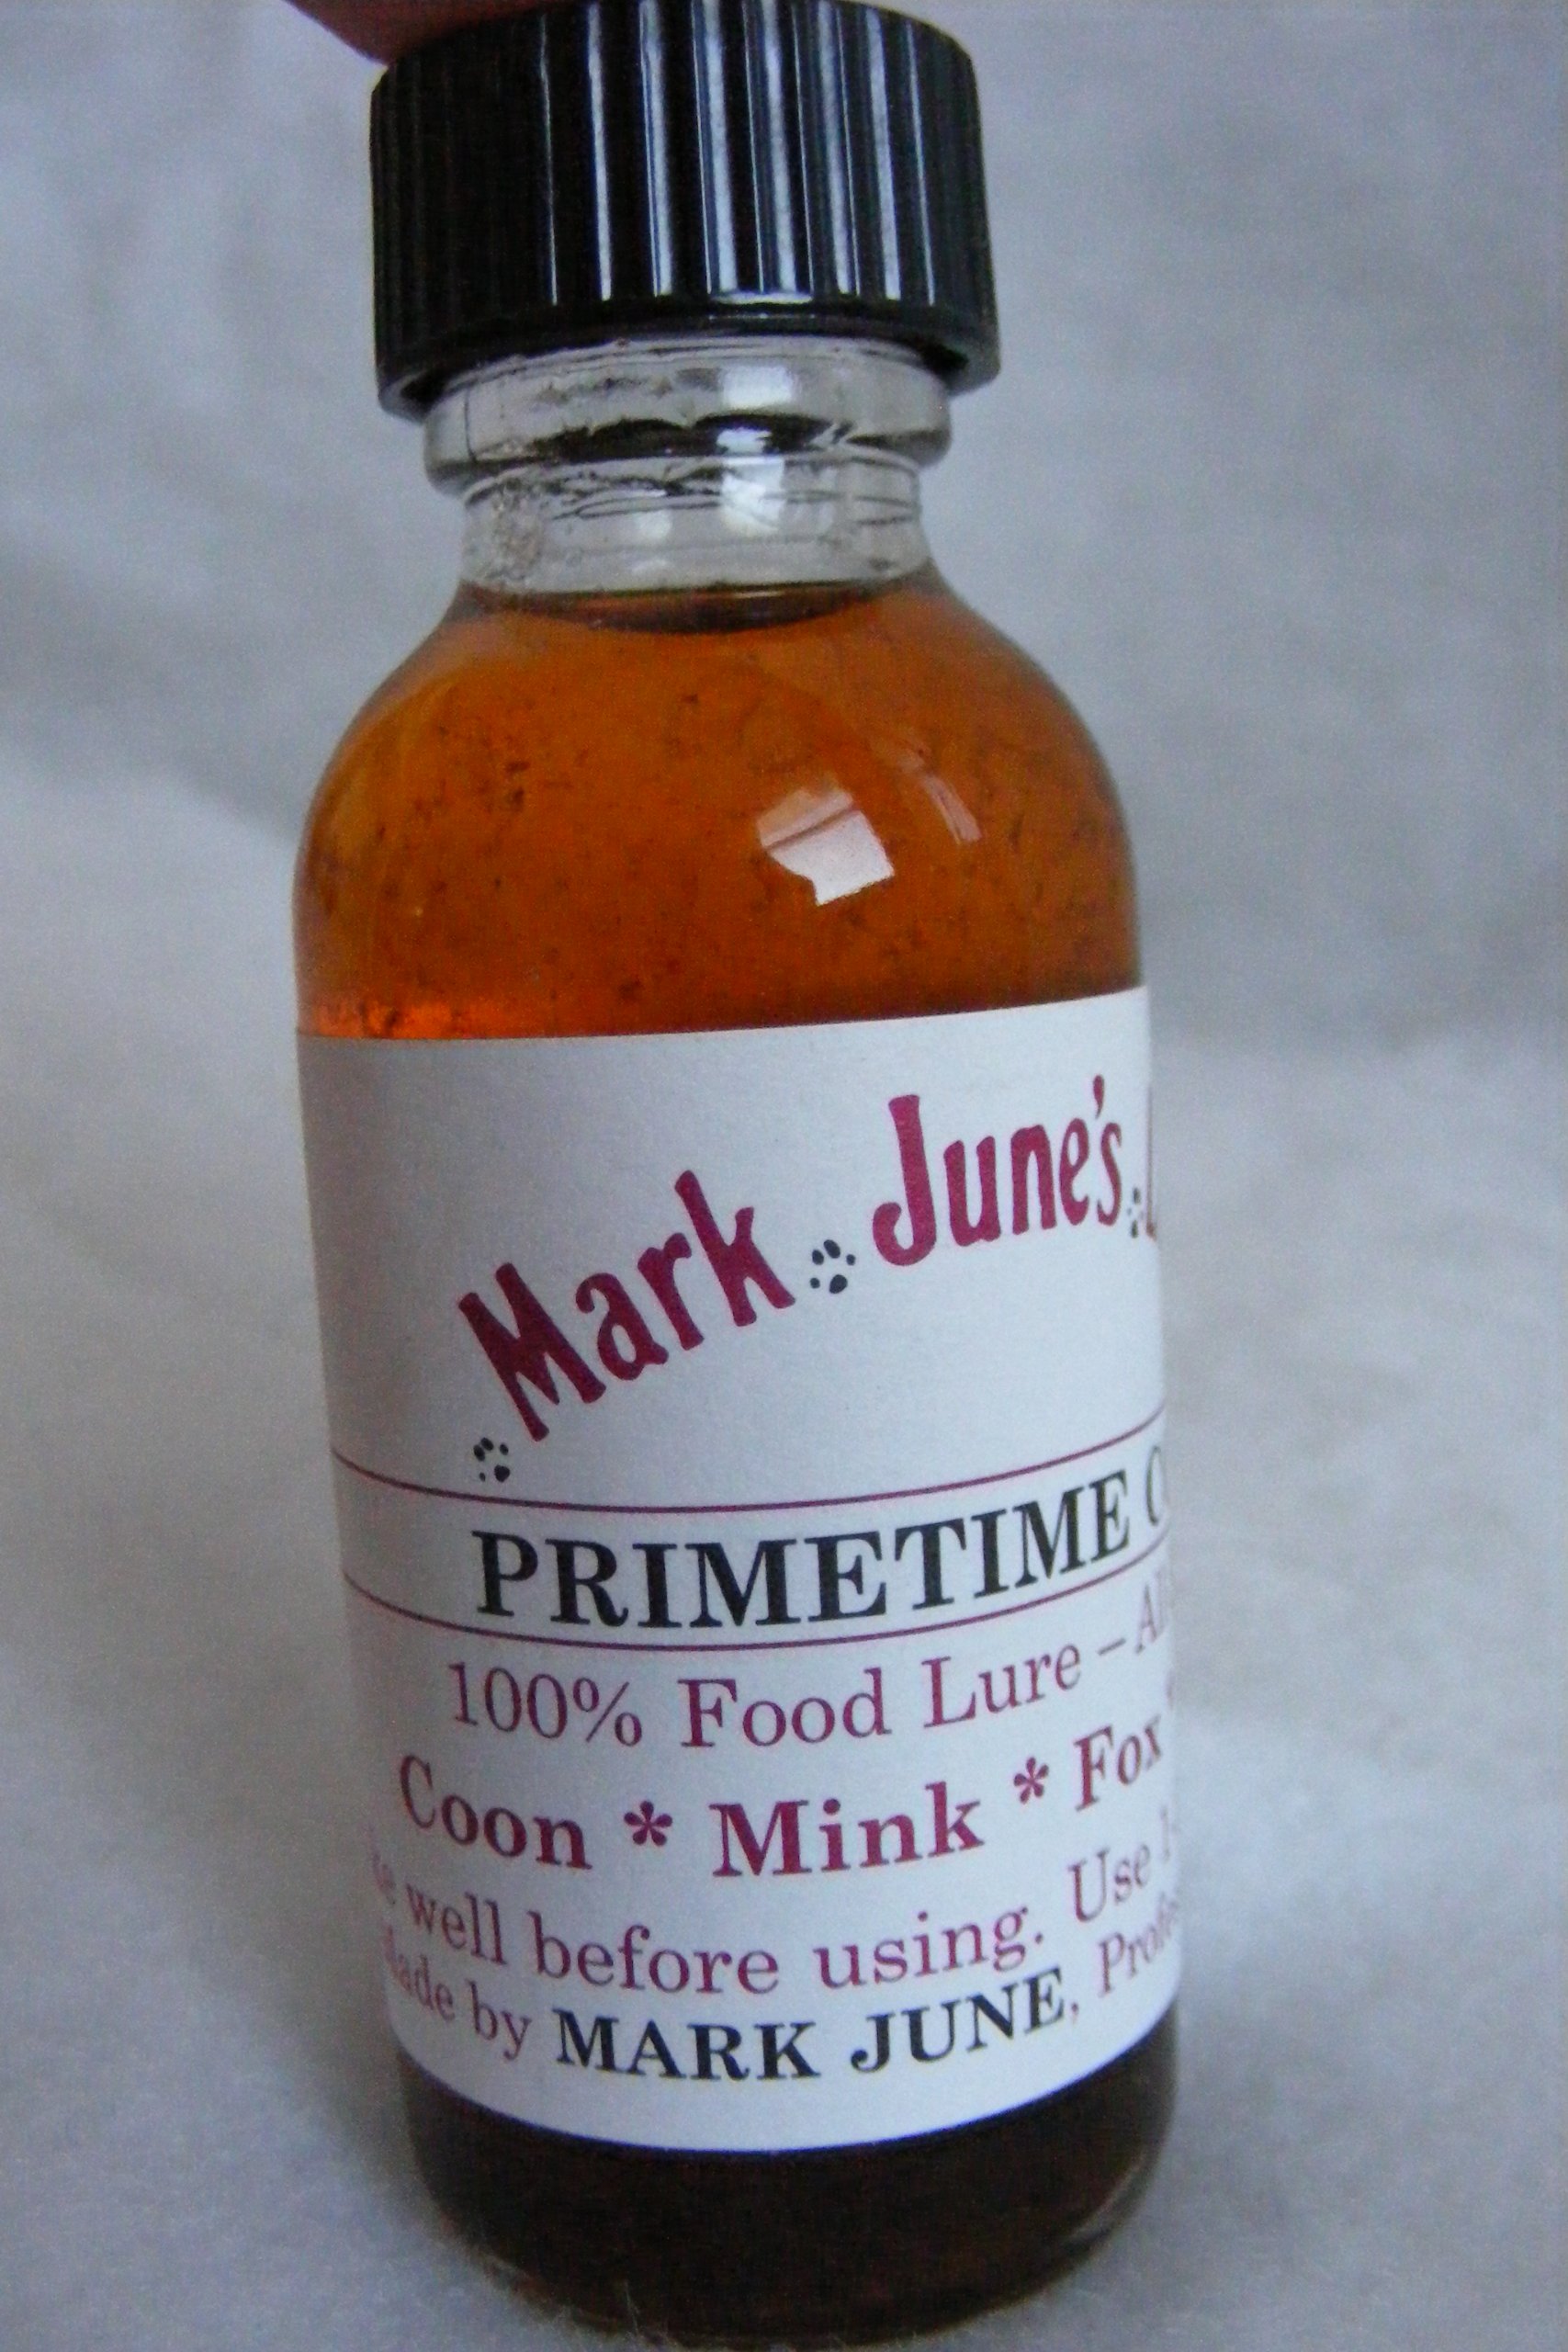 Mark June's
PRIMETIME
100% Food Lure –
Coon * Mink * Fox
well before using. Use
by MARK JUNE,